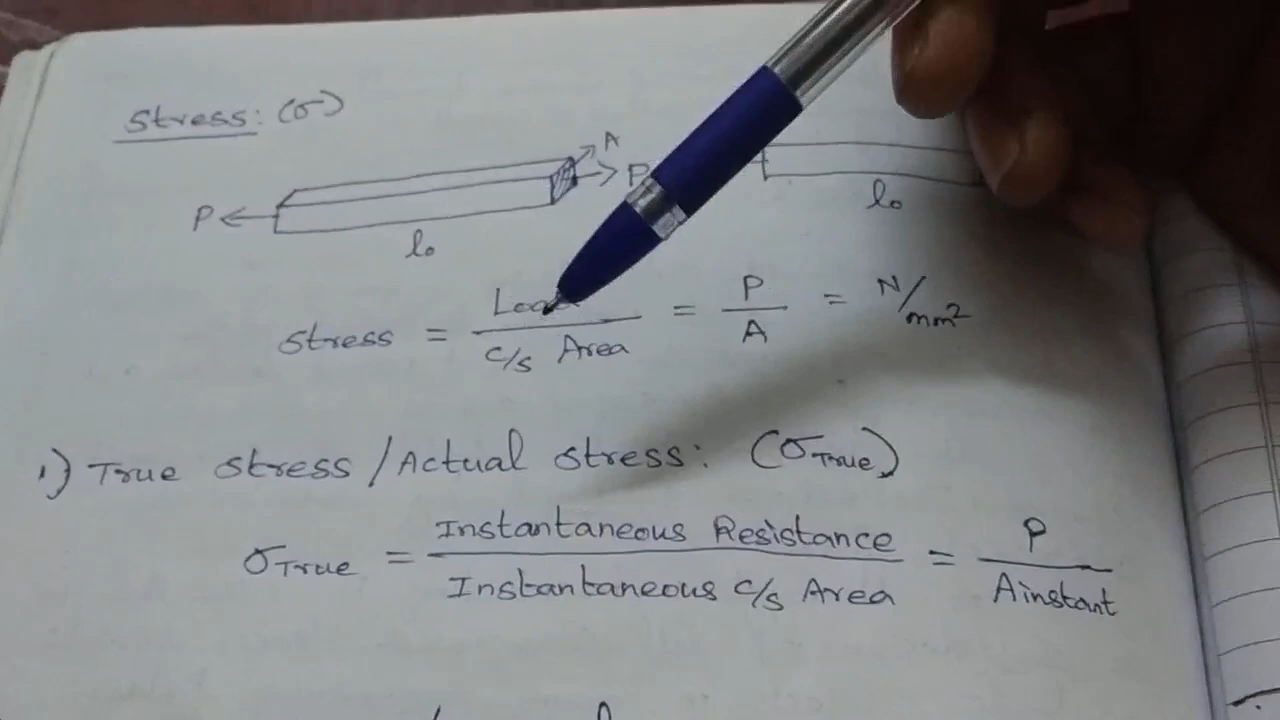 Stress: (σ)
A
P P
l₀ l₀
Stress = Load / c/s Area = P / A = N/mm²
1) True stress / Actual stress: (σTrue)
σTrue = Instantaneous Resistance / Instantaneous c/s Area = P / Ainstant